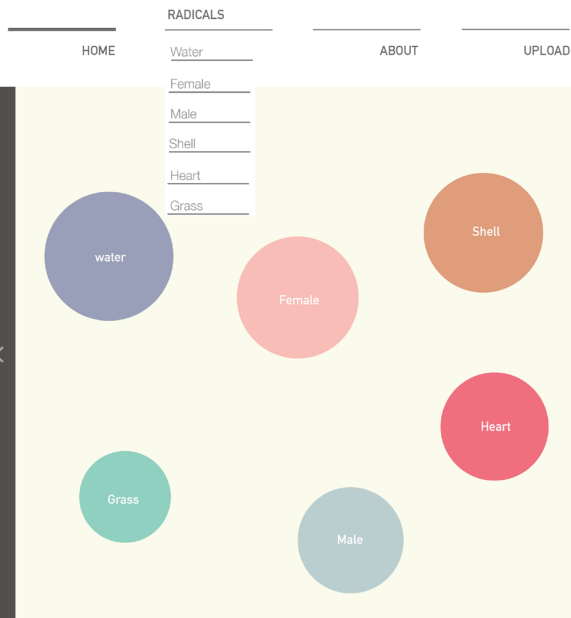 RADICALS
HOME
Water
ABOUT
UPLOAD
Female
Male
Shell
Heart
Grass
water
Shell
Female
Heart
Grass
Male